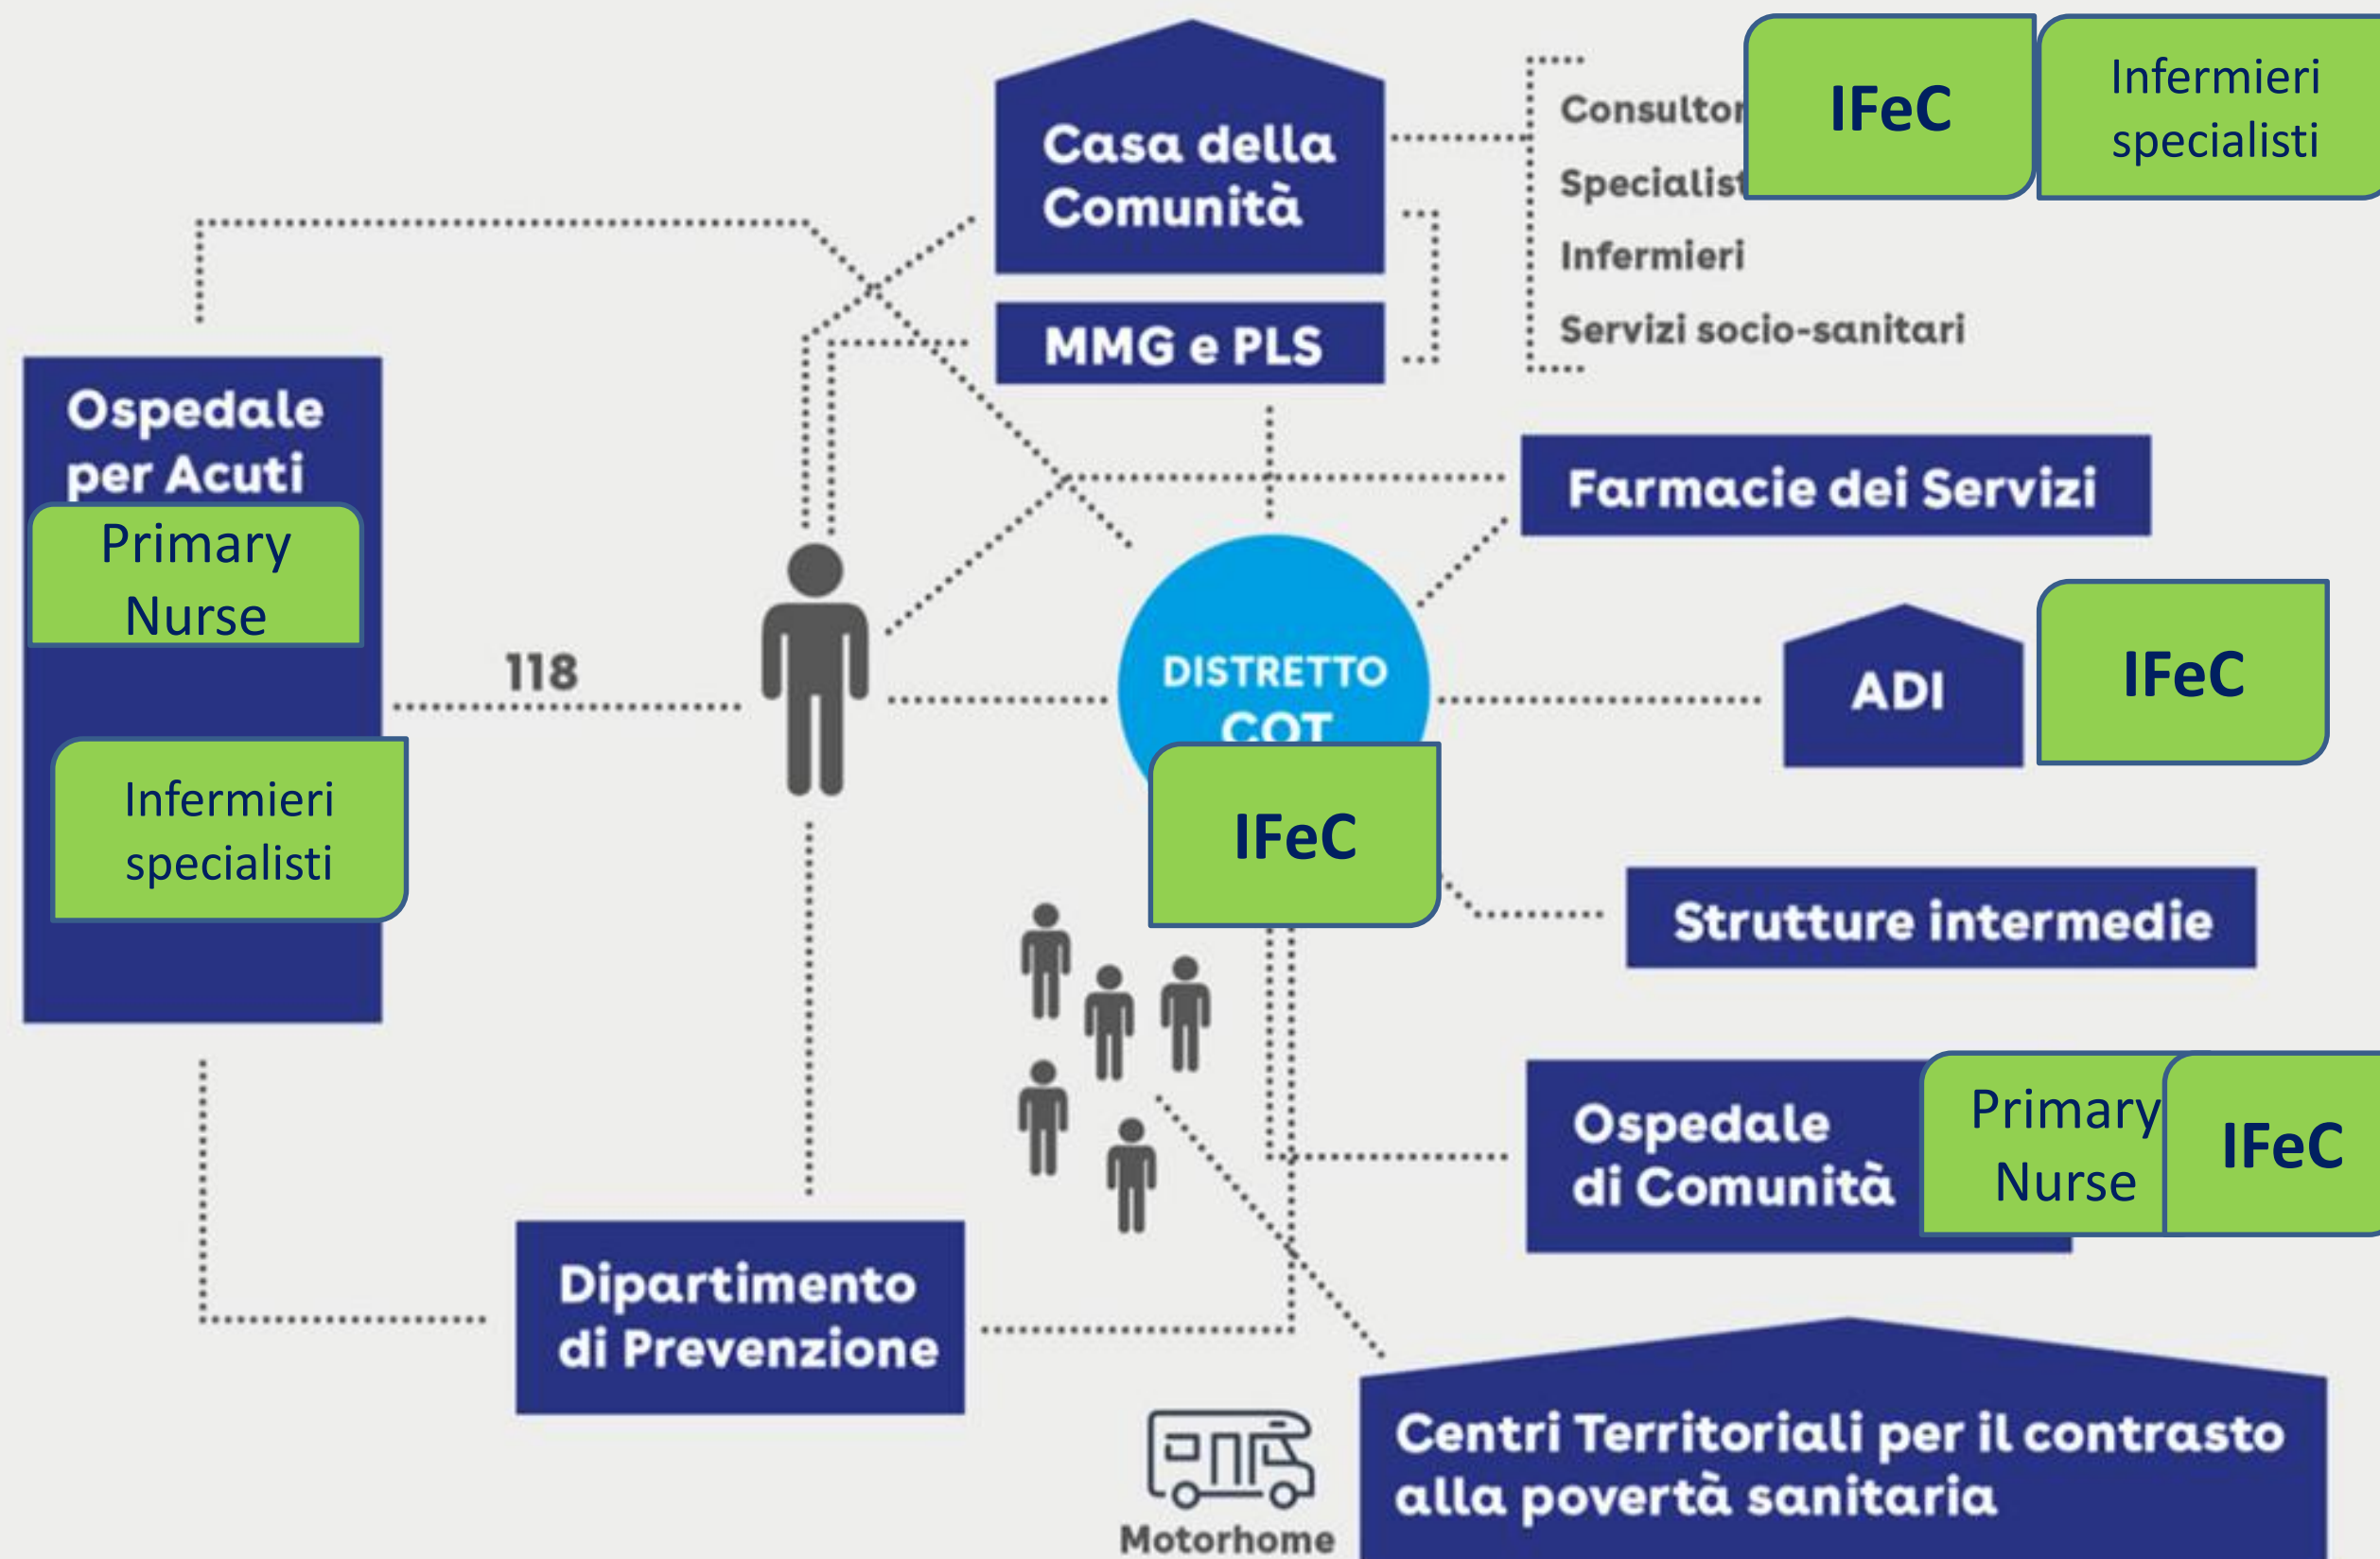 Casa della
Comunità
MMG e PLS
IFeC
Infermieri
specialisti
Infermieri
Servizi socio-sanitari
Ospedale
per Acuti
Primary
Nurse
Infermieri
specialisti
118
Farmacie dei Servizi
DISTRETTO
COT
IFeC
ADI
IFeC
Strutture intermedie
Ospedale
di Comunità
Primary
Nurse
IFeC
Dipartimento
di Prevenzione
Motorhome
Centri Territoriali per il contrasto
alla povertà sanitaria